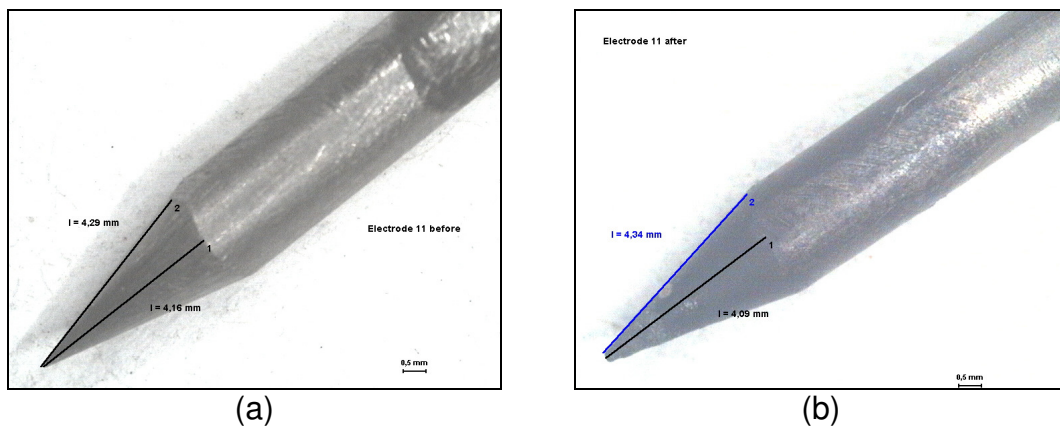 2
l = 4,29 mm
Electrode 11 before
1
l = 4,16 mm
0,5 mm
(a)
Electrode 11 after
2
l = 4,34 mm
1
l = 4,09 mm
0,5 mm
(b)